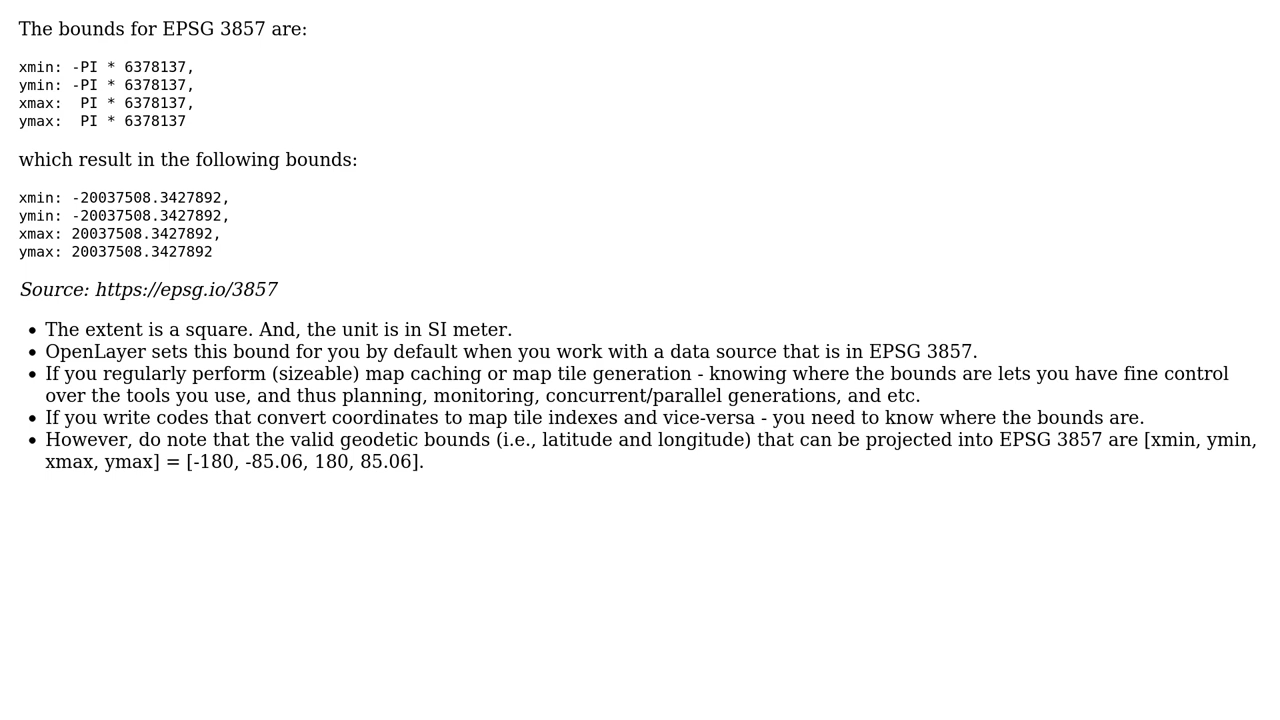 The bounds for EPSG 3857 are:
xmin: -PI * 6378137,
ymin: -PI * 6378137,
xmax:  PI * 6378137,
ymax:  PI * 6378137
which result in the following bounds:
xmin: -20037508.3427892,
ymin: -20037508.3427892,
xmax: 20037508.3427892,
ymax: 20037508.3427892
Source: https://epsg.io/3857
• The extent is a square. And, the unit is in SI meter.
• OpenLayer sets this bound for you by default when you work with a data source that is in EPSG 3857.
• If you regularly perform (sizeable) map caching or map tile generation - knowing where the bounds are lets you have fine control
over the tools you use, and thus planning, monitoring, concurrent/parallel generations, and etc.
• If you write codes that convert coordinates to map tile indexes and vice-versa - you need to know where the bounds are.
• However, do note that the valid geodetic bounds (i.e., latitude and longitude) that can be projected into EPSG 3857 are [xmin, ymin,
xmax, ymax] = [-180, -85.06, 180, 85.06].